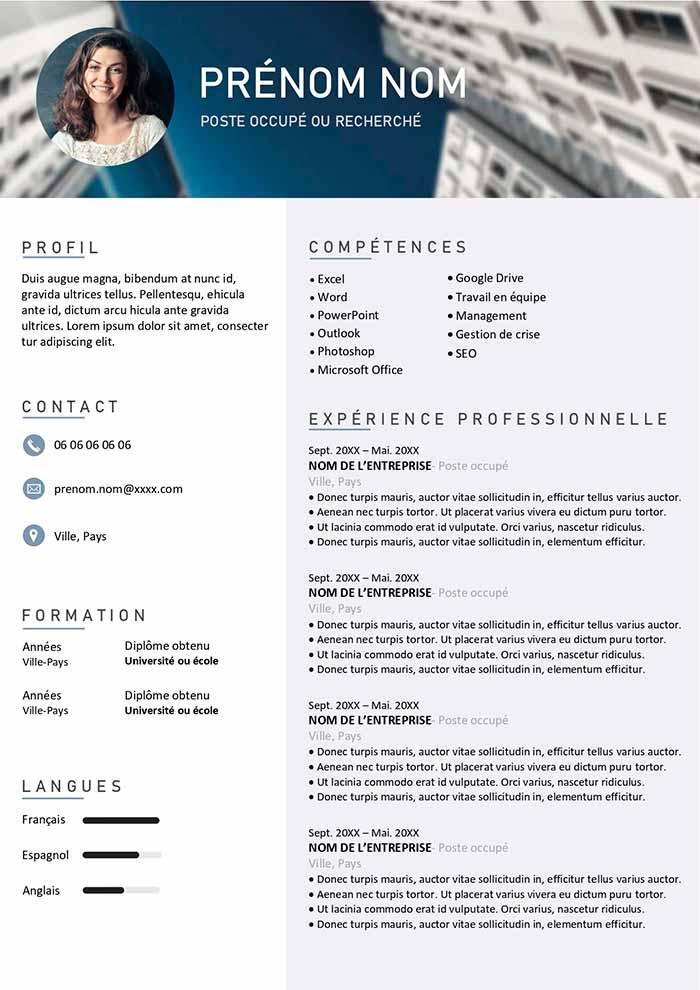 PRÉNOM NOM
POSTE OCCUPÉ OU RECHERCHÉ
PROFIL
Duis augue magna, bibendum at nunc id,
gravida ultrices tellus. Pellentesqu, ehicula
ante id, dictum arcu hicula ante gravida
ultrices. Lorem ipsum dolor sit amet, consecter
tur adipiscing elit.
CONTACT
06 06 06 06 06
prenom.nom@xxxx.com
Ville, Pays
FORMATION
Années Diplôme obtenu
Ville-Pays Université ou école
Années Diplôme obtenu
Ville-Pays Université ou école
LANGUES
Français
Espagnol
Anglais
COMPÉTENCES
• Excel
• Word
• PowerPoint
• Outlook
• Photoshop
• Microsoft Office
• Google Drive
• Travail en équipe
• Management
• Gestion de crise
• SEO
EXPÉRIENCE PROFESSIONNELLE
Sept. 20XX – Mai. 20XX
NOM DE L’ENTREPRISE- Poste occupé
Ville, Pays
• Donec turpis mauris, auctor vitae sollicitudin in, efficitur tellus varius auctor.
• Aenean nec turpis tortor. Ut placerat varius vivera eu dictum puru tortor.
• Ut lacinia commodo erat id vulputate. Orci varius, nascetur ridiculus.
• Donec turpis mauris, auctor vitae sollicitudin in, elementum efficitur.
Sept. 20XX – Mai. 20XX
NOM DE L’ENTREPRISE- Poste occupé
Ville, Pays
• Donec turpis mauris, auctor vitae sollicitudin in, efficitur tellus varius auctor.
• Aenean nec turpis tortor. Ut placerat varius vivera eu dictum puru tortor.
• Ut lacinia commodo erat id vulputate. Orci varius, nascetur ridiculus.
• Donec turpis mauris, auctor vitae sollicitudin in, elementum efficitur.
Sept. 20XX – Mai. 20XX
NOM DE L’ENTREPRISE- Poste occupé
Ville, Pays
• Donec turpis mauris, auctor vitae sollicitudin in, efficitur tellus varius auctor.
• Aenean nec turpis tortor. Ut placerat varius vivera eu dictum puru tortor.
• Ut lacinia commodo erat id vulputate. Orci varius, nascetur ridiculus.
• Donec turpis mauris, auctor vitae sollicitudin in, elementum efficitur.
Sept. 20XX – Mai. 20XX
NOM DE L’ENTREPRISE- Poste occupé
Ville, Pays
• Donec turpis mauris, auctor vitae sollicitudin in, efficitur tellus varius auctor.
• Aenean nec turpis tortor. Ut placerat varius vivera eu dictum puru tortor.
• Ut lacinia commodo erat id vulputate. Orci varius, nascetur ridiculus.
• Donec turpis mauris, auctor vitae sollicitudin in, elementum efficitur.